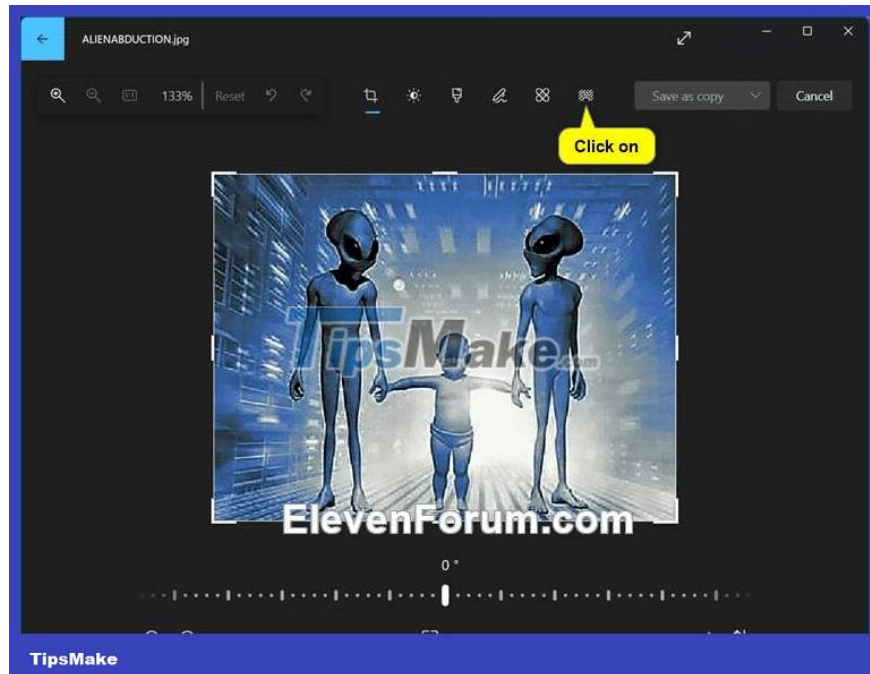 ALIENABDUCTION.jpg
133% Reset Save as copy Cancel
Click on
TipsMake.com
ElevenForum.com
0 °
TipsMake